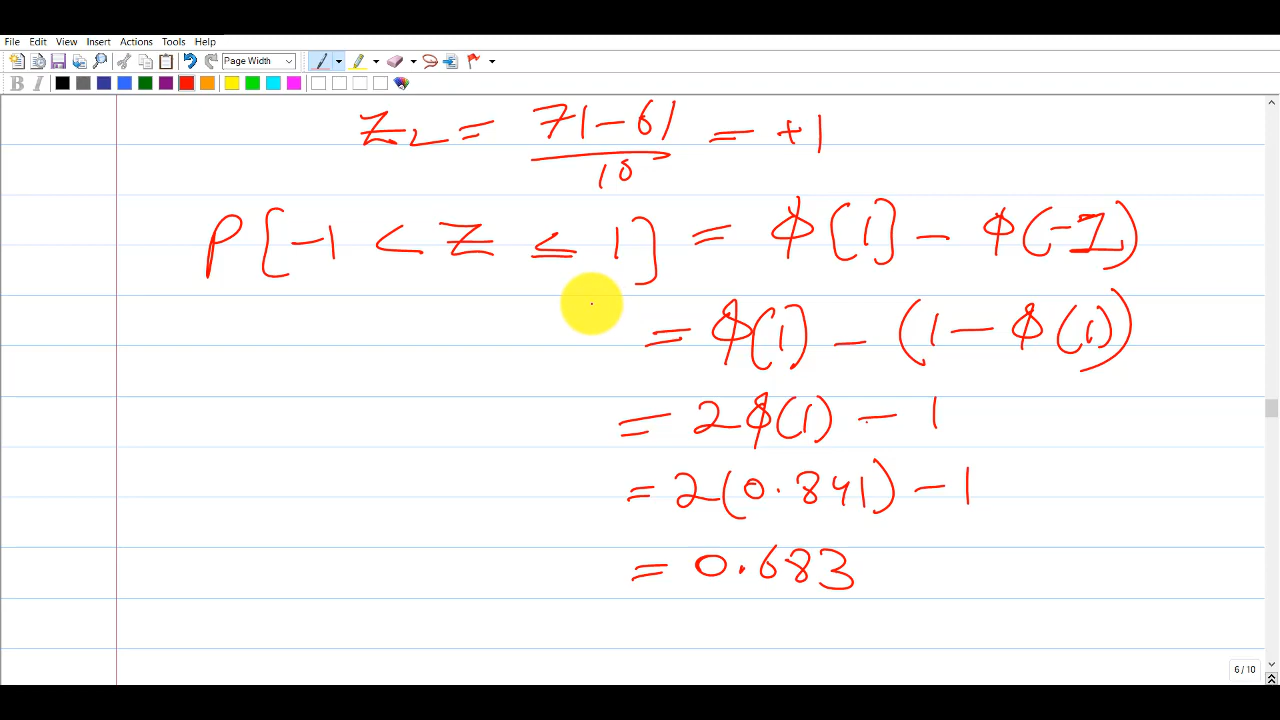 File Edit View Insert Actions Tools Help
Page Width
B I
Z2 = 71-61 / 10 = +1
P[-1 < Z ≤ 1] = φ[1] - φ(-1)
= φ(1) - (1 - φ(1))
= 2φ(1) - 1
= 2(0.841) - 1
= 0.683
6 / 10